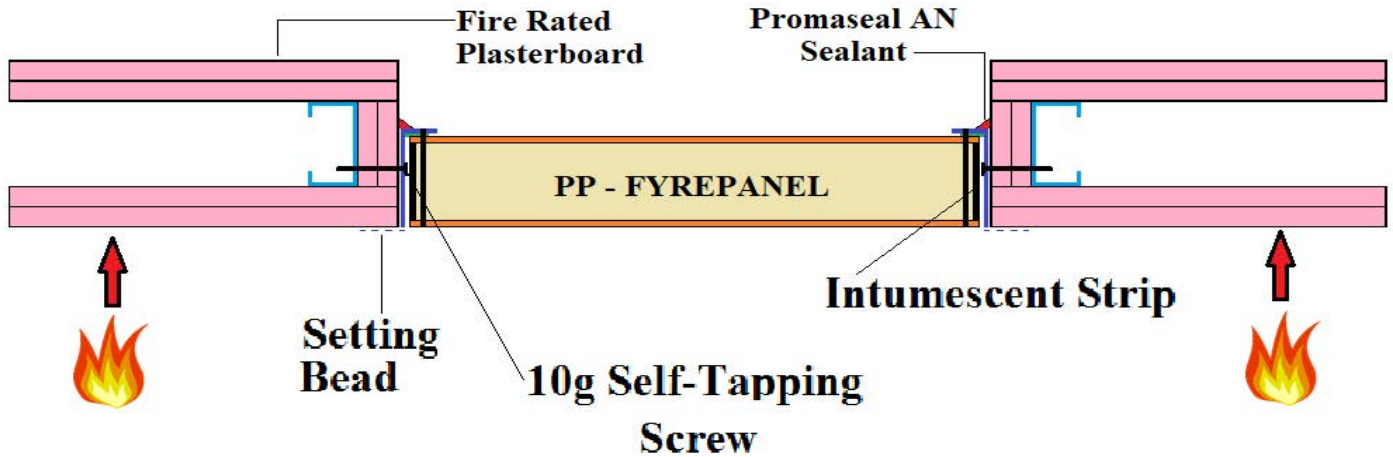 Fire Rated
Plasterboard
Promaseal AN
Sealant
PP - FYREPANEL
Intumescent Strip
Setting
Bead
10g Self-Tapping
Screw